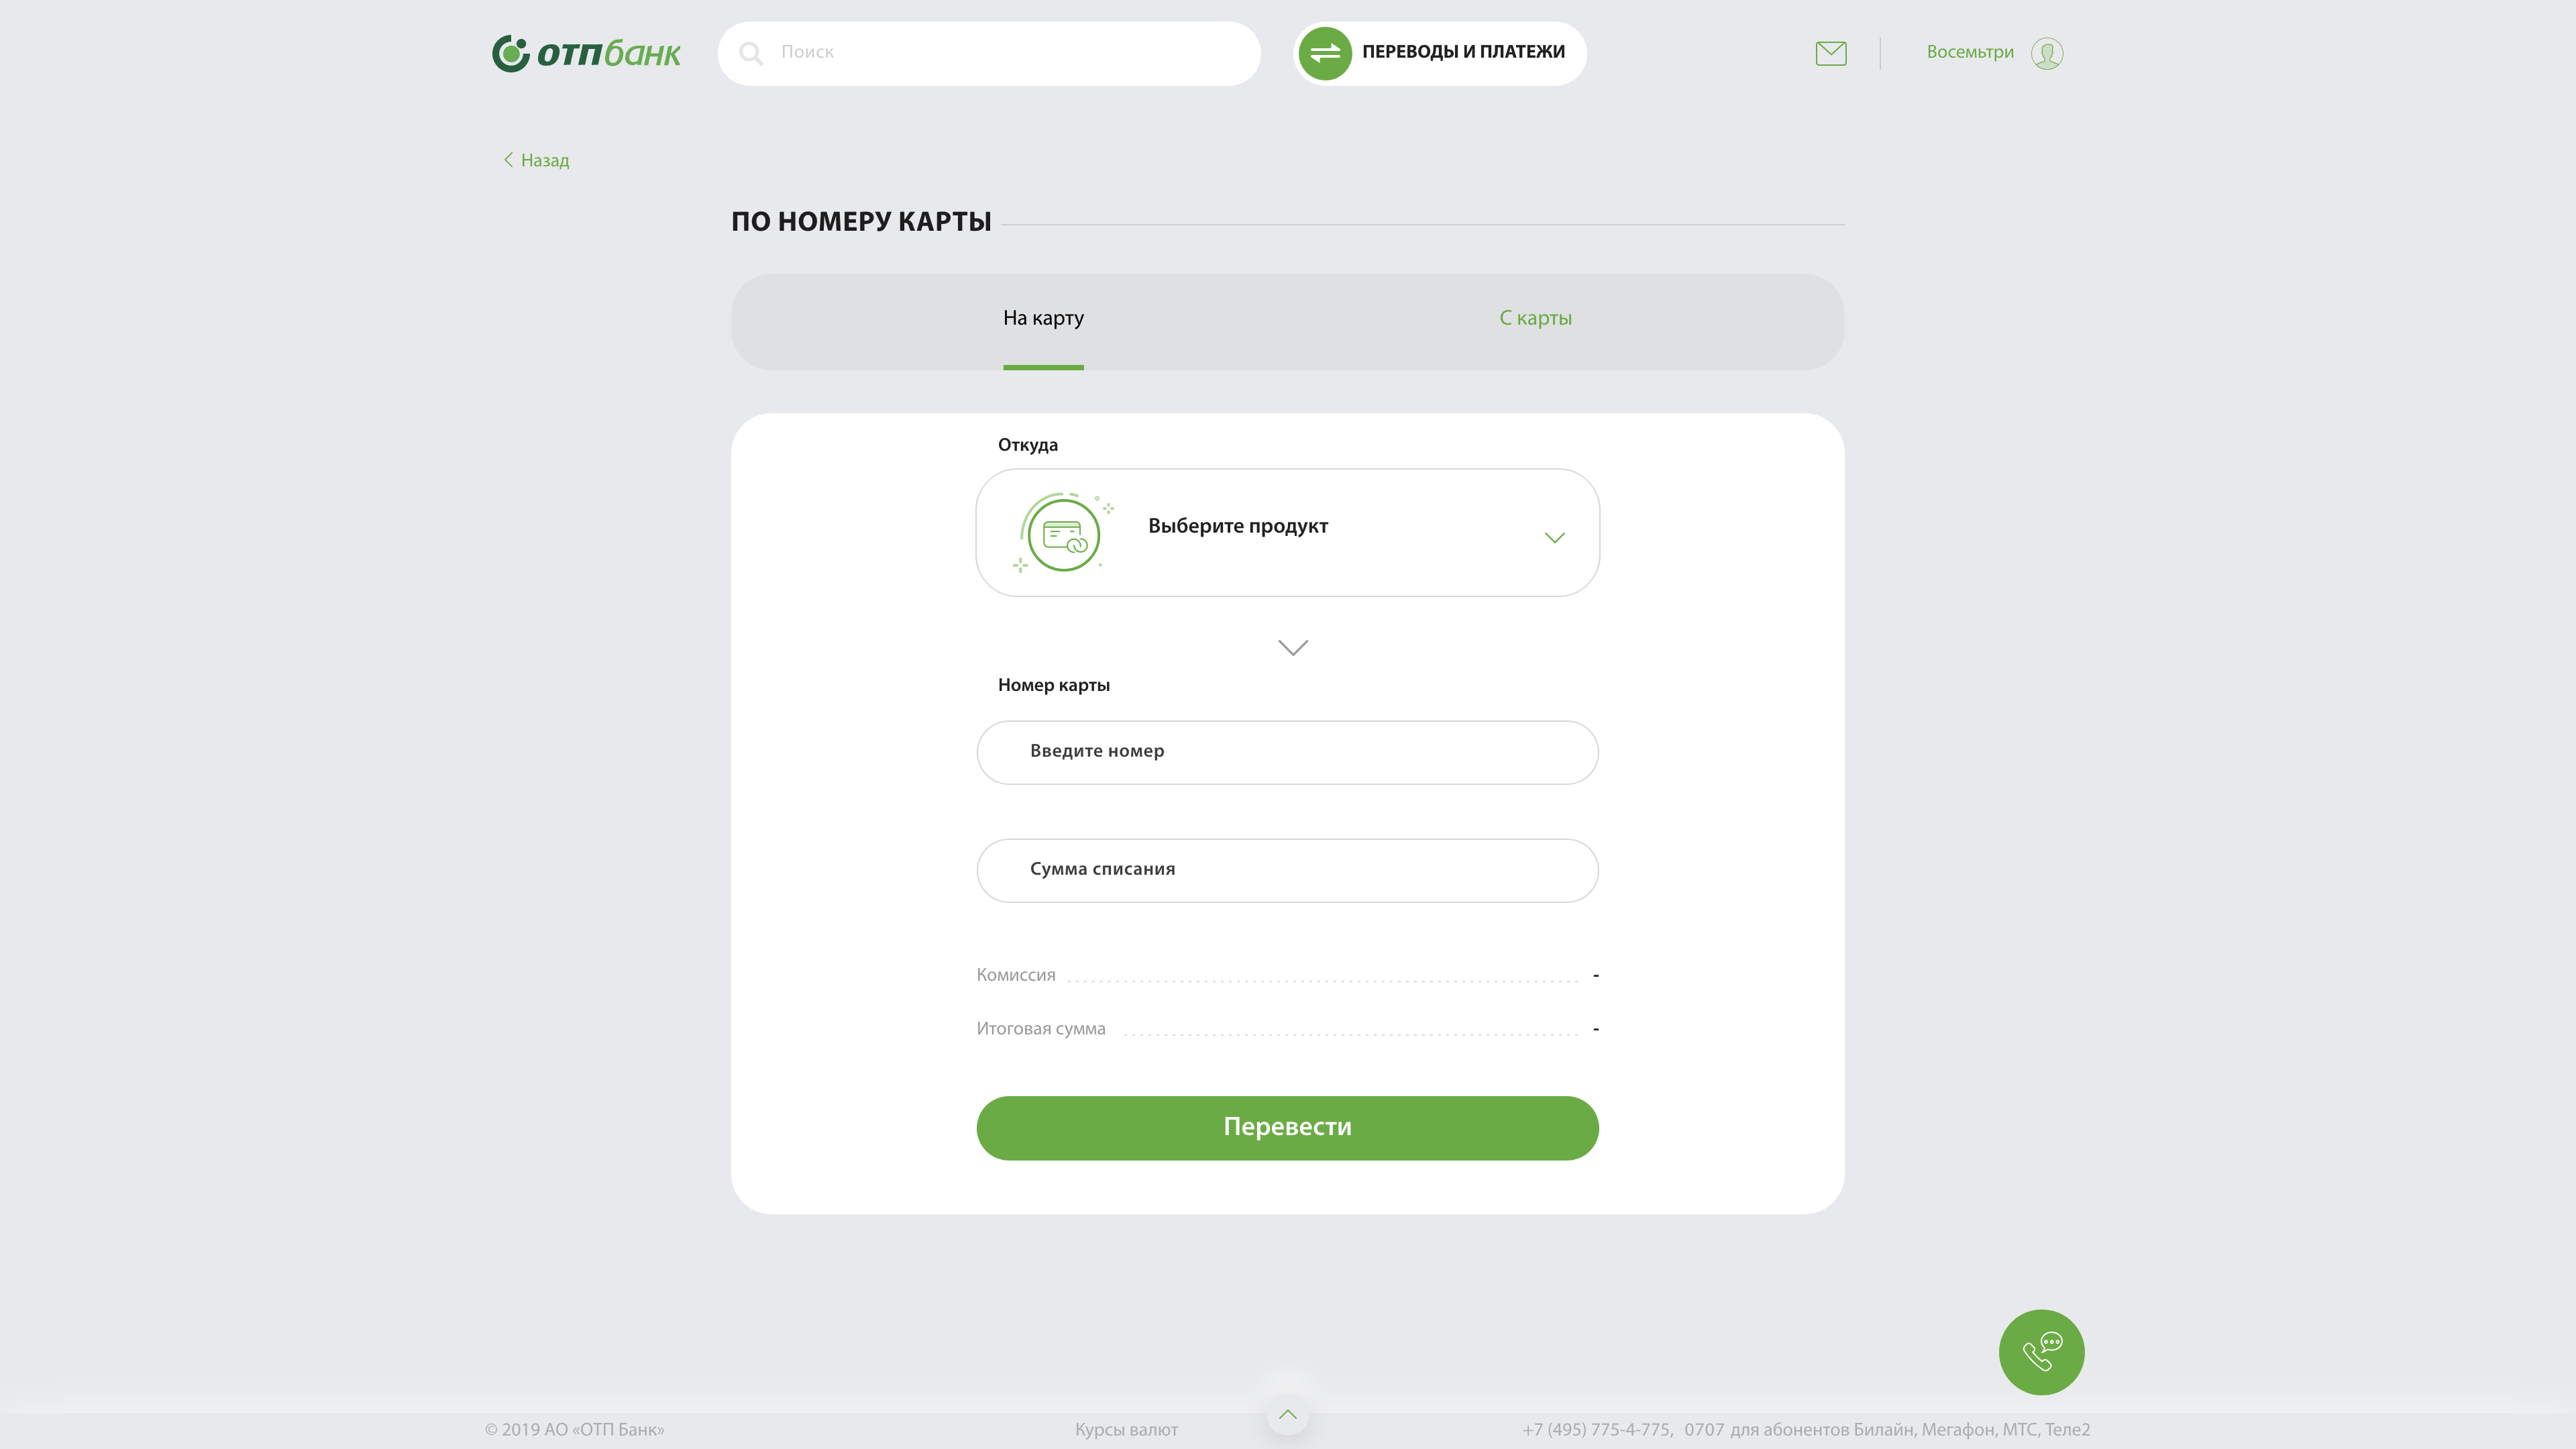 отпбанк
Поиск
ПЕРЕВОДЫ И ПЛАТЕЖИ
Восемьтри
Назад
ПО НОМЕРУ КАРТЫ
На карту
С карты
Откуда
Выберите продукт
Номер карты
Введите номер
Сумма списания
Комиссия -
Итоговая сумма -
Перевести
© 2019 АО «ОТП Банк»
Курсы валют
+7 (495) 775-4-775, 0707 для абонентов Билайн, Мегафон, МТС, Теле2